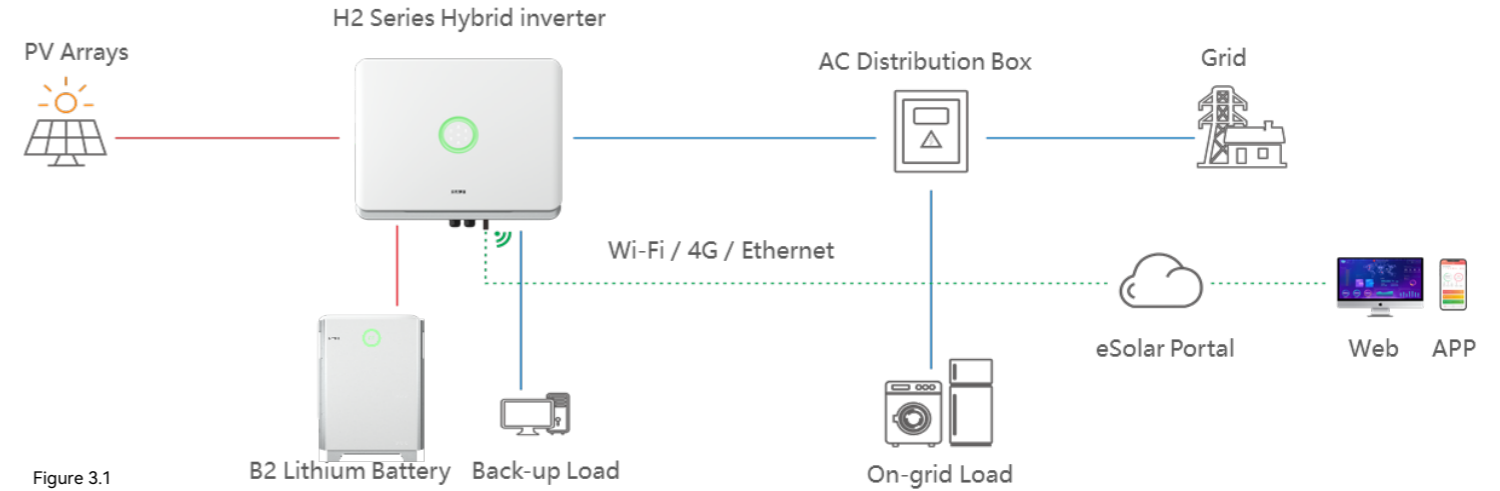 H2 Series Hybrid inverter
PV Arrays
AC Distribution Box
Grid
Wi-Fi / 4G / Ethernet
eSolar Portal
Web
APP
B2 Lithium Battery
Back-up Load
On-grid Load
Figure 3.1